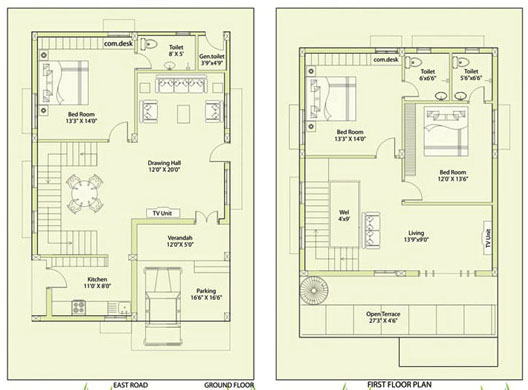 com.desk
Toilet
8' X 5'
Gen.toilet
3'9"x4'9"
Bed Room
13'3" X 14'0"
Drawing Hall
12'0" X 20'0"
TV Unit
Verandah
12'0"X 5'0"
Kitchen
11'0' X 8'0"
Parking
16'6" X 16'6"
EAST ROAD
GROUND FLOOR
com.desk
Toilet
6'x6'6"
Toilet
5'6"x6'6"
Bed Room
13'3" X 14'0"
Bed Room
12'0" X 13'6"
Wel
4'x9'
Living
13'9"x9'0"
TV Unit
Open Terrace
27'3" X 4'6"
FIRST FLOOR PLAN